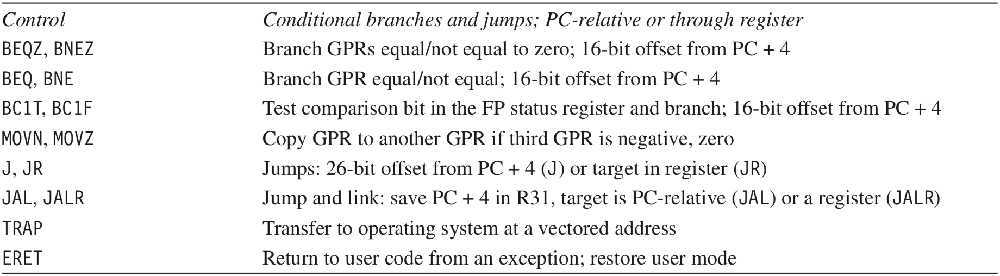 Control Conditional branches and jumps; PC-relative or through register
BEQZ, BNEZ Branch GPRs equal/not equal to zero; 16-bit offset from PC + 4
BEQ, BNE Branch GPR equal/not equal; 16-bit offset from PC + 4
BC1T, BC1F Test comparison bit in the FP status register and branch; 16-bit offset from PC + 4
MOVN, MOVZ Copy GPR to another GPR if third GPR is negative, zero
J, JR Jumps: 26-bit offset from PC + 4 (J) or target in register (JR)
JAL, JALR Jump and link: save PC + 4 in R31, target is PC-relative (JAL) or a register (JALR)
TRAP Transfer to operating system at a vectored address
ERET Return to user code from an exception; restore user mode